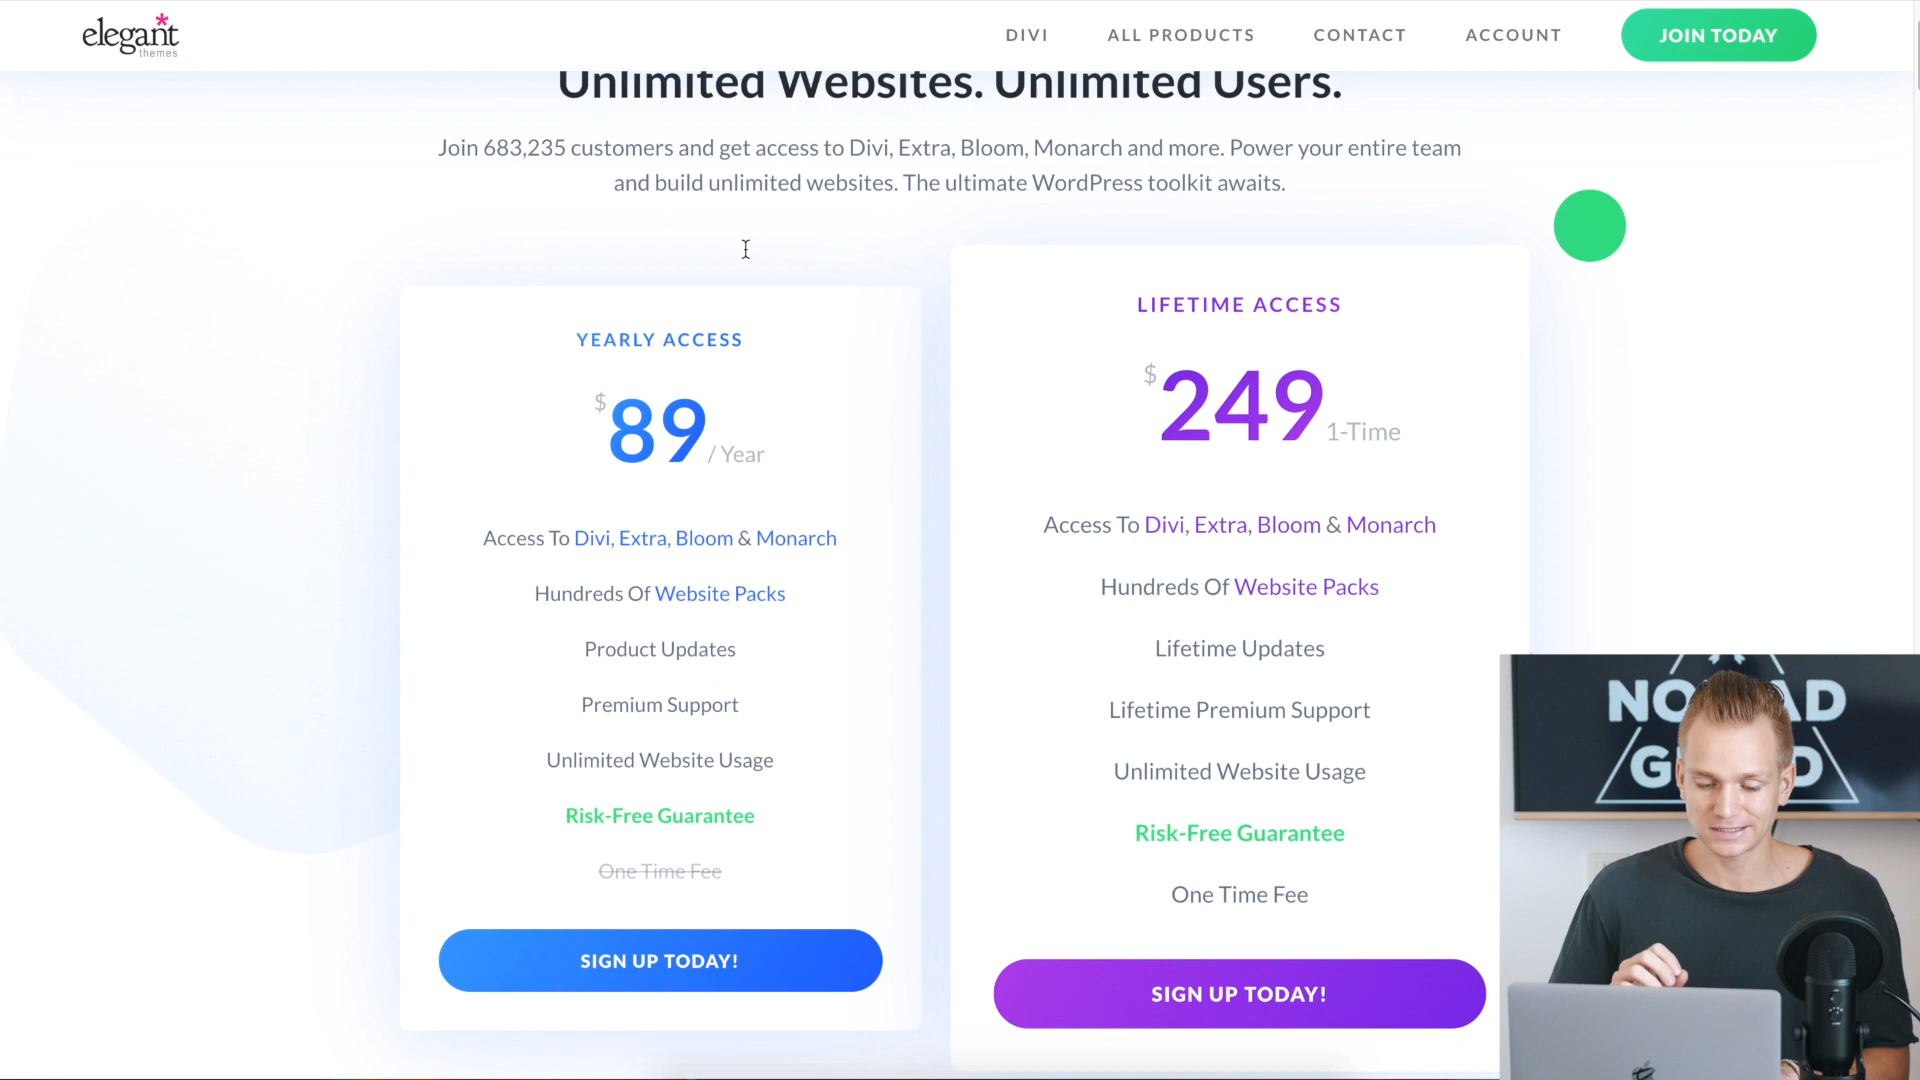 elegant
themes
DIVI
ALL PRODUCTS
CONTACT
ACCOUNT
JOIN TODAY
Unlimited Websites. Unlimited Users.
Join 683,235 customers and get access to Divi, Extra, Bloom, Monarch and more. Power your entire team
and build unlimited websites. The ultimate WordPress toolkit awaits.
YEARLY ACCESS
$89/ Year
Access To Divi, Extra, Bloom & Monarch
Hundreds Of Website Packs
Product Updates
Premium Support
Unlimited Website Usage
Risk-Free Guarantee
One Time Fee
SIGN UP TODAY!
LIFETIME ACCESS
$249 1-Time
Access To Divi, Extra, Bloom & Monarch
Hundreds Of Website Packs
Lifetime Updates
Lifetime Premium Support
Unlimited Website Usage
Risk-Free Guarantee
One Time Fee
SIGN UP TODAY!